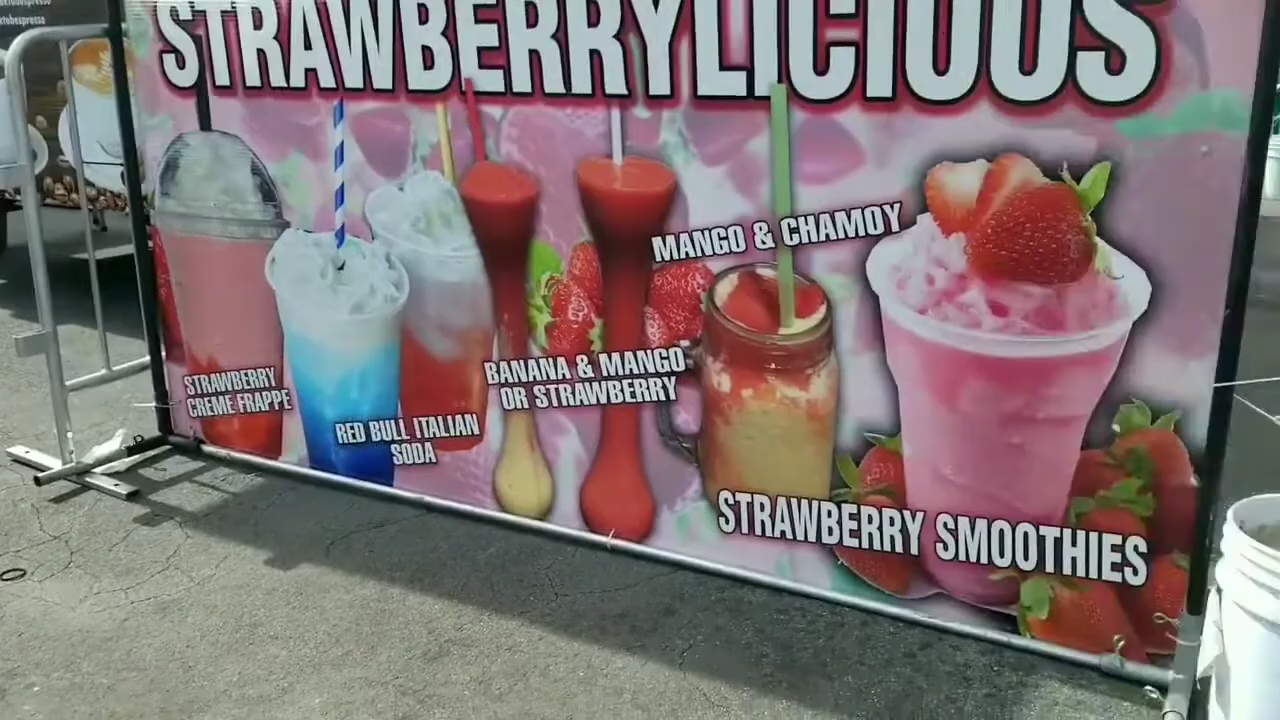 STRAWBERRYLICIOUS
MANGO & CHAMOY
STRAWBERRY
CREME FRAPPE
RED BULL ITALIAN
SODA
BANANA & MANGO
OR STRAWBERRY
STRAWBERRY SMOOTHIES